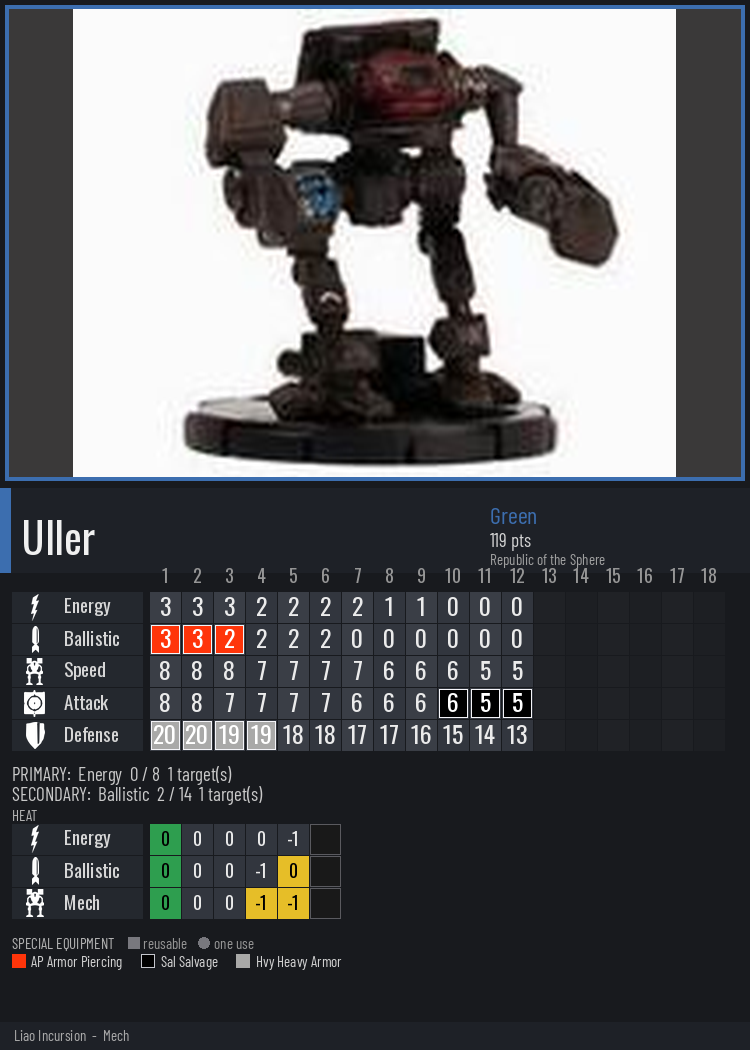 Uller
Green
119 pts
Republic of the Sphere
1 2 3 4 5 6 7 8 9 10 11 12 13 14 15 16 17 18
Energy 3 3 3 2 2 2 2 1 1 0 0 0
Ballistic 3 3 2 2 2 2 0 0 0 0 0 0
Speed 8 8 8 7 7 7 7 6 6 6 5 5
Attack 8 8 7 7 7 7 6 6 6 6 5 5
Defense 20 20 19 19 18 18 17 17 16 15 14 13
PRIMARY: Energy 0 / 8 1 target(s)
SECONDARY: Ballistic 2 / 14 1 target(s)
HEAT
Energy 0 0 0 0 -1
Ballistic 0 0 0 -1 0
Mech 0 0 0 -1 -1
SPECIAL EQUIPMENT reusable one use
AP Armor Piercing Sal Salvage Hvy Heavy Armor
Liao Incursion - Mech